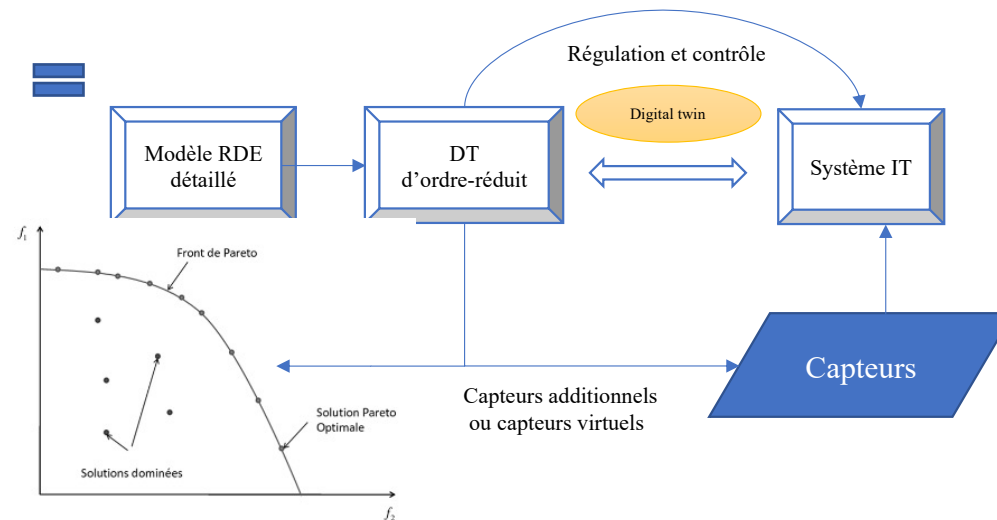 Régulation et contrôle
Digital twin
Modèle RDE
détaillé
DT
d’ordre-réduit
Système IT
f₁
Front de Pareto
Solution Pareto
Optimale
Solutions dominées
f₂
Capteurs additionnels
ou capteurs virtuels
Capteurs